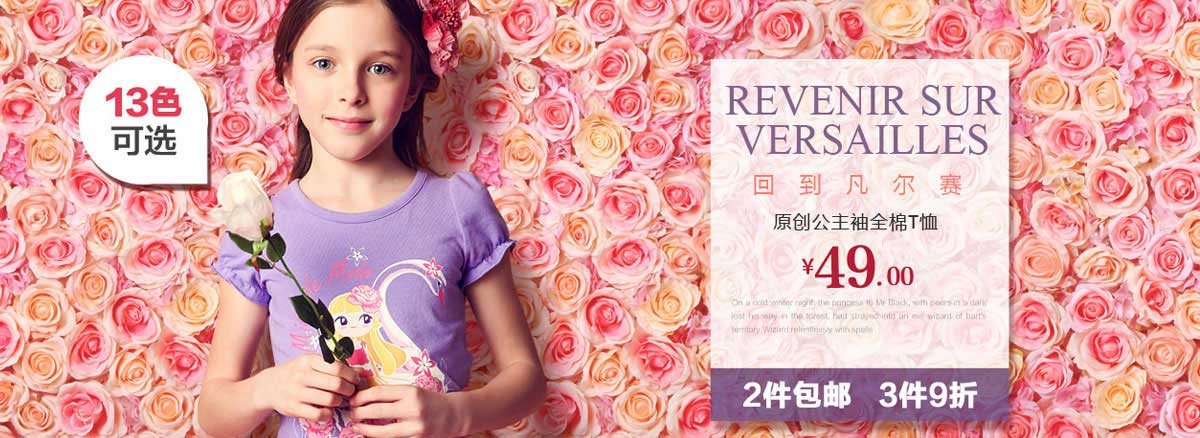 13色
可选
REVENIR SUR
VERSAILLES
回到凡尔赛
原创公主袖全棉T恤
¥49.00
On a cold winter night, the princess to Mr Black, with peers in a dark
lost his way in the forest, had strayed into an evil wizard of bart's
territory. Wizard relentlessly with spells
2件包邮 3件9折